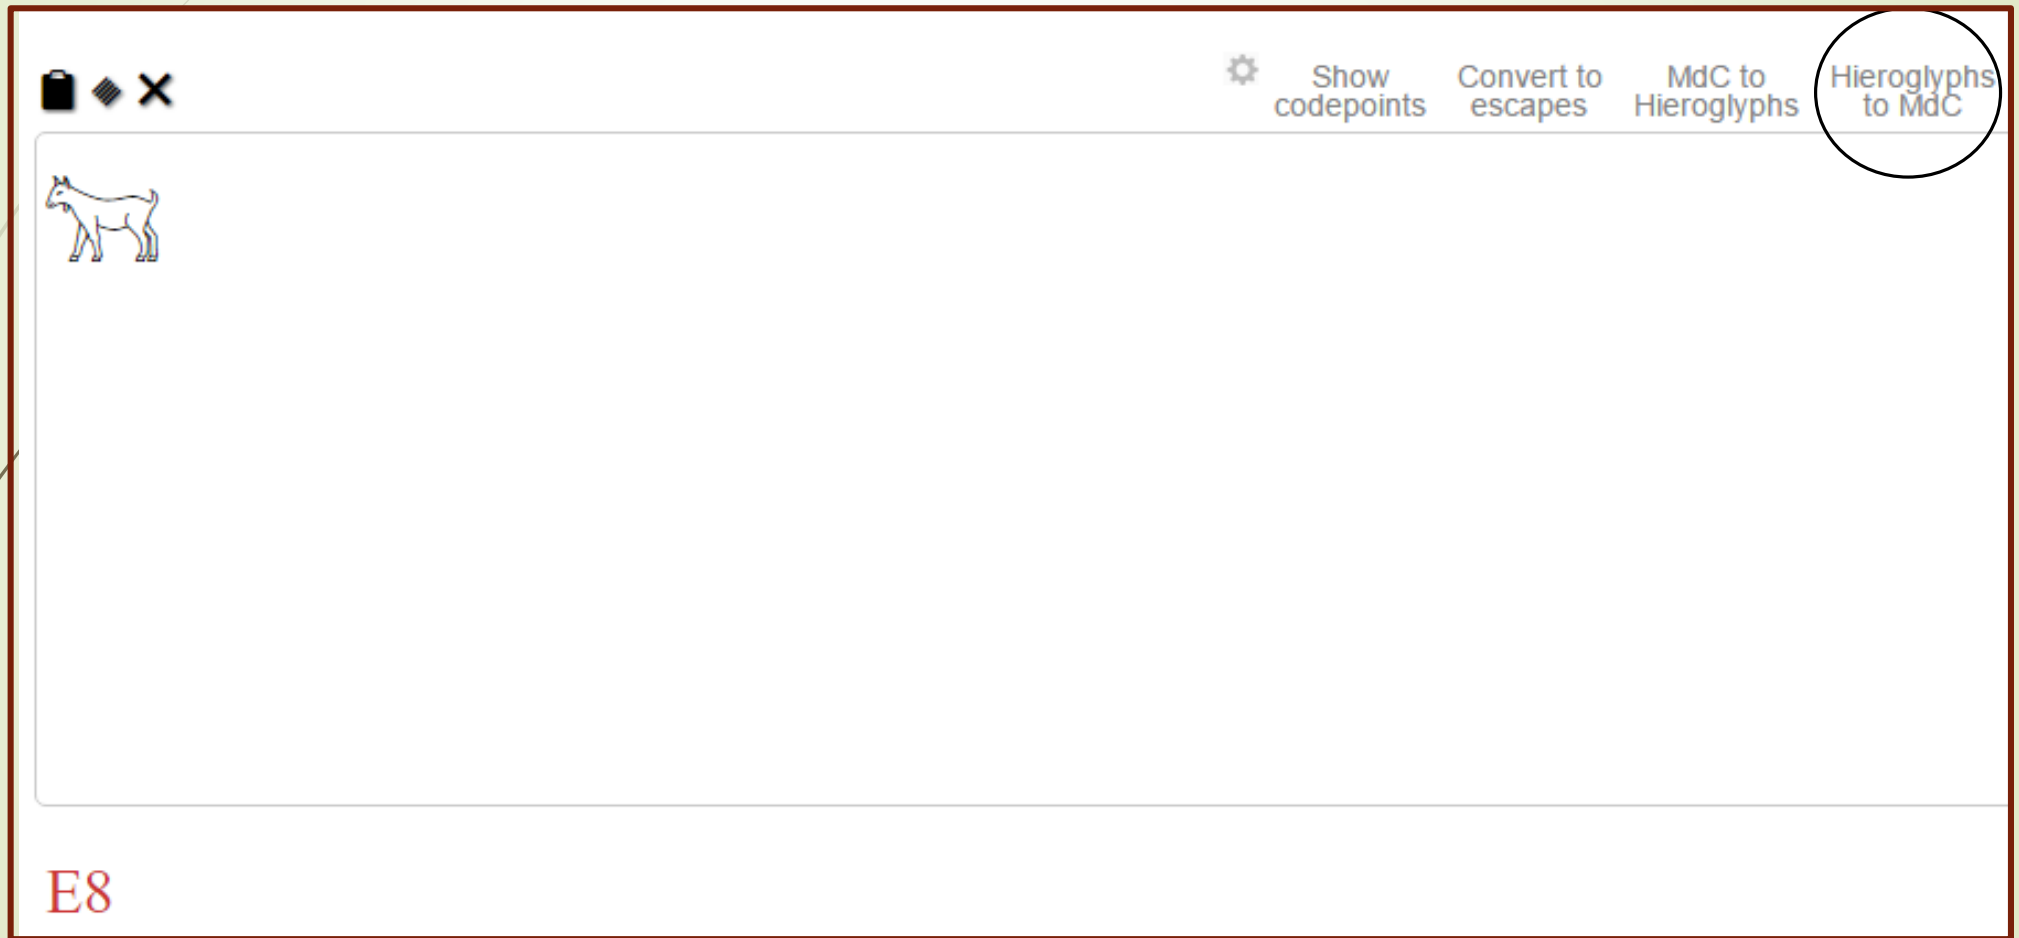 Show codepoints
Convert to escapes
MdC to Hieroglyphs
Hieroglyphs to MdC
𓃙
E8